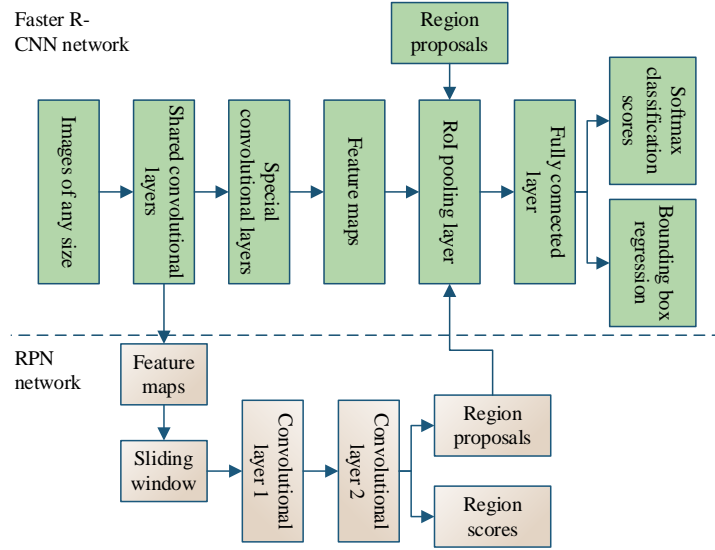 Faster R-
CNN network
Region
proposals
Images of any size
Shared convolutional
layers
Special
convolutional layers
Feature maps
RoI pooling layer
Fully connected
layer
Softmax
classification
scores
Bounding box
regression
RPN
network
Feature
maps
Sliding
window
Convolutional
layer 1
Convolutional
layer 2
Region
proposals
Region
scores